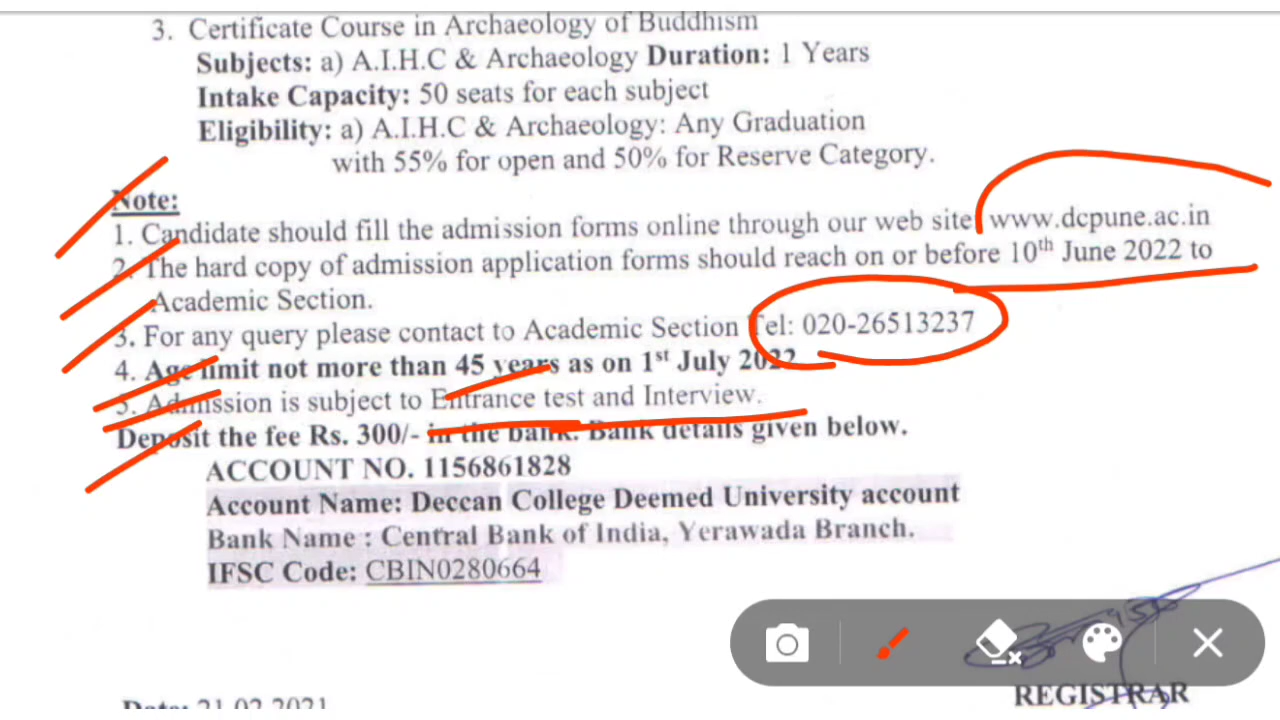 3. Certificate Course in Archaeology of Buddhism
Subjects: a) A.I.H.C & Archaeology Duration: 1 Years
Intake Capacity: 50 seats for each subject
Eligibility: a) A.I.H.C & Archaeology: Any Graduation
with 55% for open and 50% for Reserve Category.
Note:
1. Candidate should fill the admission forms online through our web site www.dcpune.ac.in
2. The hard copy of admission application forms should reach on or before 10th June 2022 to
Academic Section.
3. For any query please contact to Academic Section Tel: 020-26513237
4. Age limit not more than 45 years as on 1st July 2022
5. Admission is subject to Entrance test and Interview.
Deposit the fee Rs. 300/- in the bank. Bank details given below.
ACCOUNT NO. 1156861828
Account Name: Deccan College Deemed University account
Bank Name : Central Bank of India, Yerawada Branch.
IFSC Code: CBIN0280664
REGISTRAR
Date: 21.02.2021